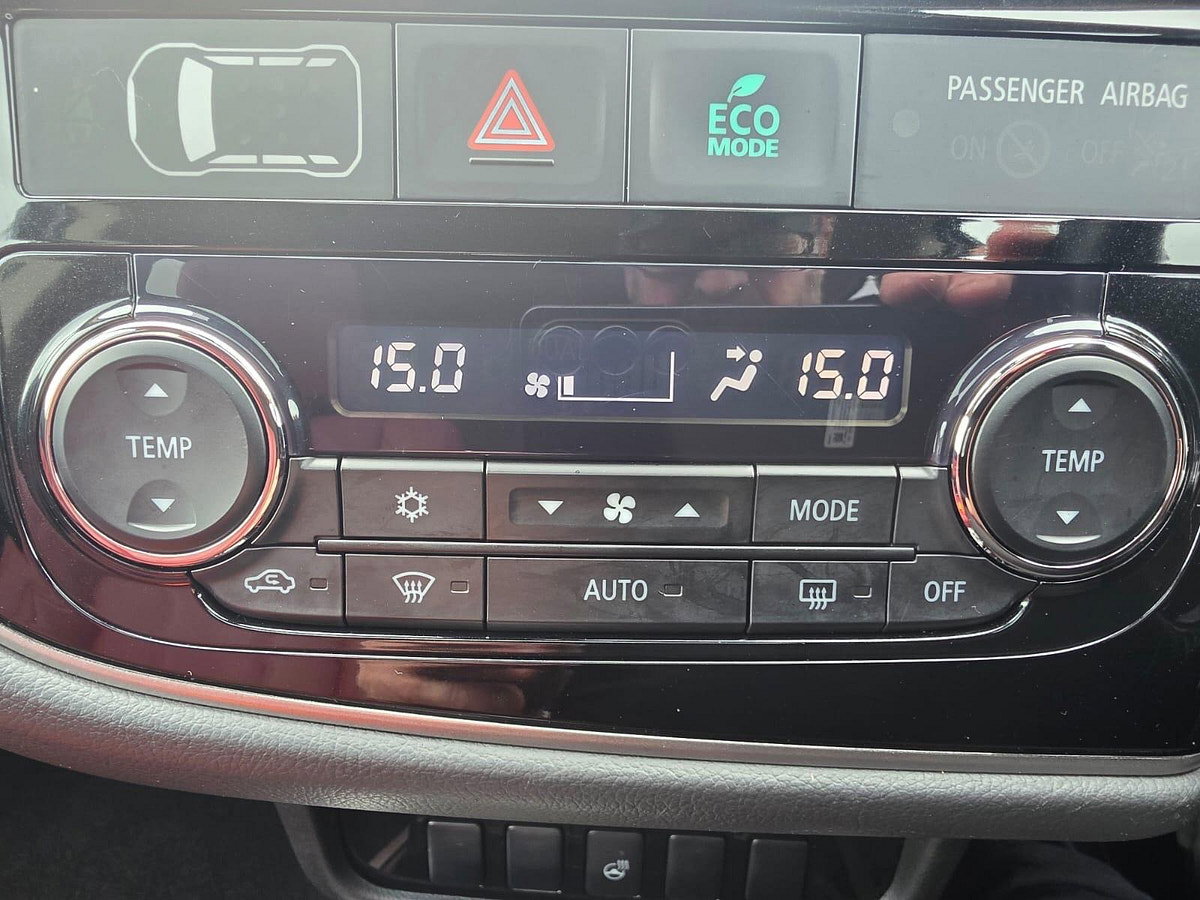 ECO
MODE
PASSENGER AIRBAG
ON OFF
15.0 15.0
TEMP
TEMP
MODE
AUTO
OFF